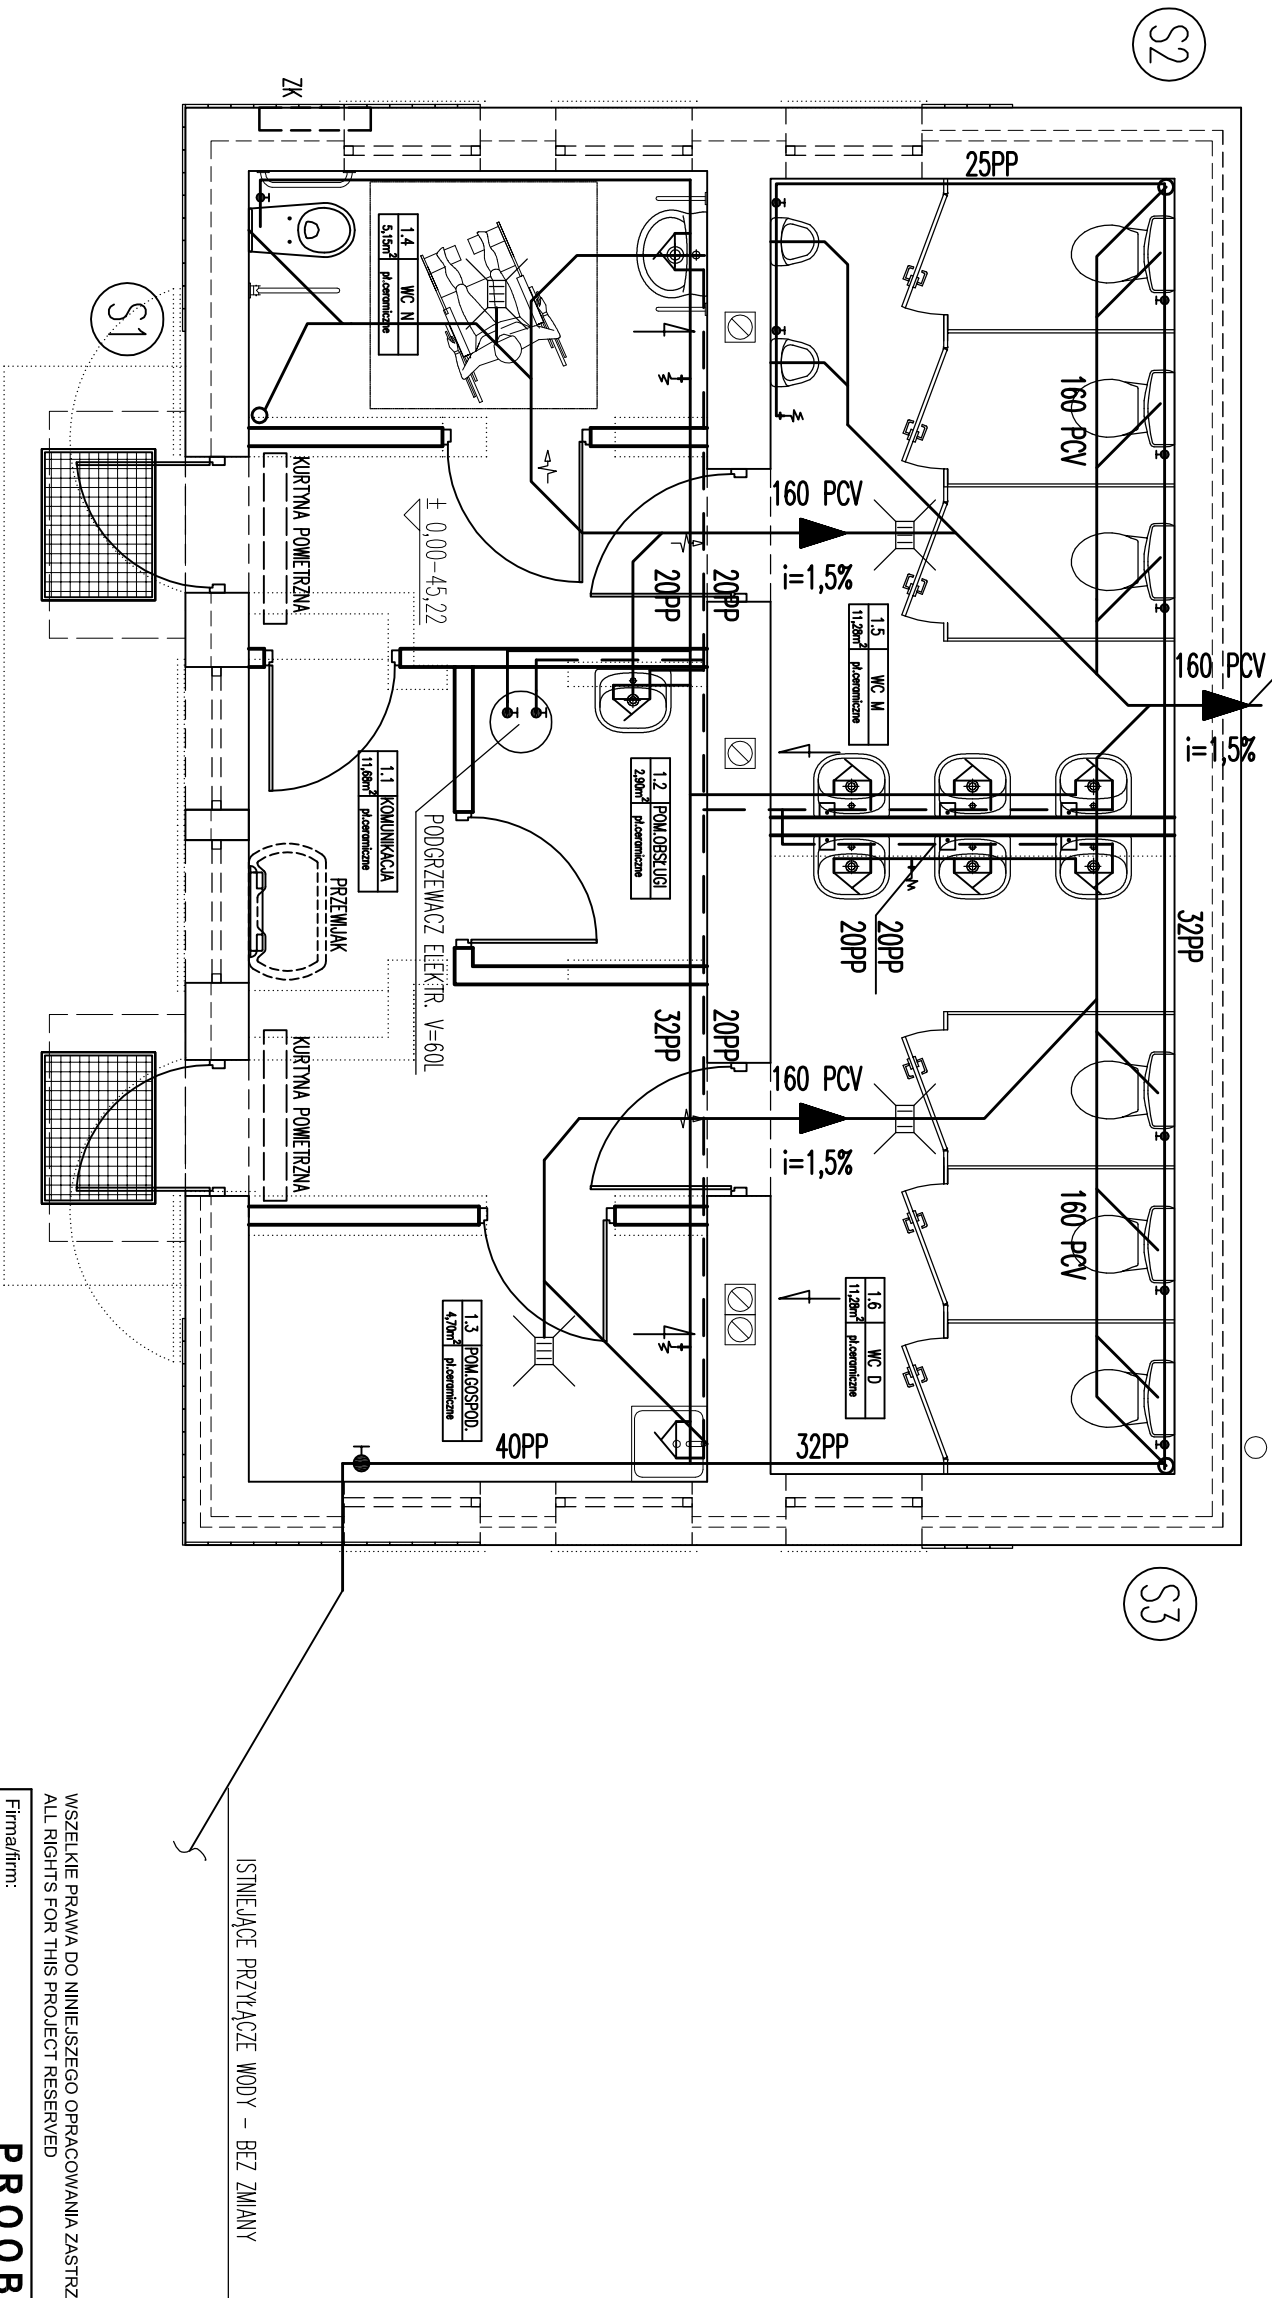 S2
ZK
25PP
S1
1.4 WC N
5,15m² pł.ceramiczne
160 PCV
KURTYNA POWIETRZNA
± 0,00-45,22
160 PCV
i=1,5%
20PP
20PP
1.5 WC M
11,28m² pł.ceramiczne
160 PCV
i=1,5%
1.1 KOMUNIKACJA
11,68m² pł.ceramiczne
1.2 POM.OBSŁUGI
2,90m² pł.ceramiczne
PODGRZEWACZ ELEKTR. V=60L
PRZEWIJAK
20PP
20PP
32PP
KURTYNA POWIETRZNA
32PP
20PP
160 PCV
i=1,5%
160 PCV
1.3 POM.GOSPOD.
4,70m² pł.ceramiczne
1.6 WC D
11,28m² pł.ceramiczne
40PP
32PP
S3
ISTNIEJĄCE PRZYŁĄCZE WODY - BEZ ZMIANY
WSZELKIE PRAWA DO NINIEJSZEGO OPRACOWANIA ZASTRZ
ALL RIGHTS FOR THIS PROJECT RESERVED
Firma/firm:
PROOB